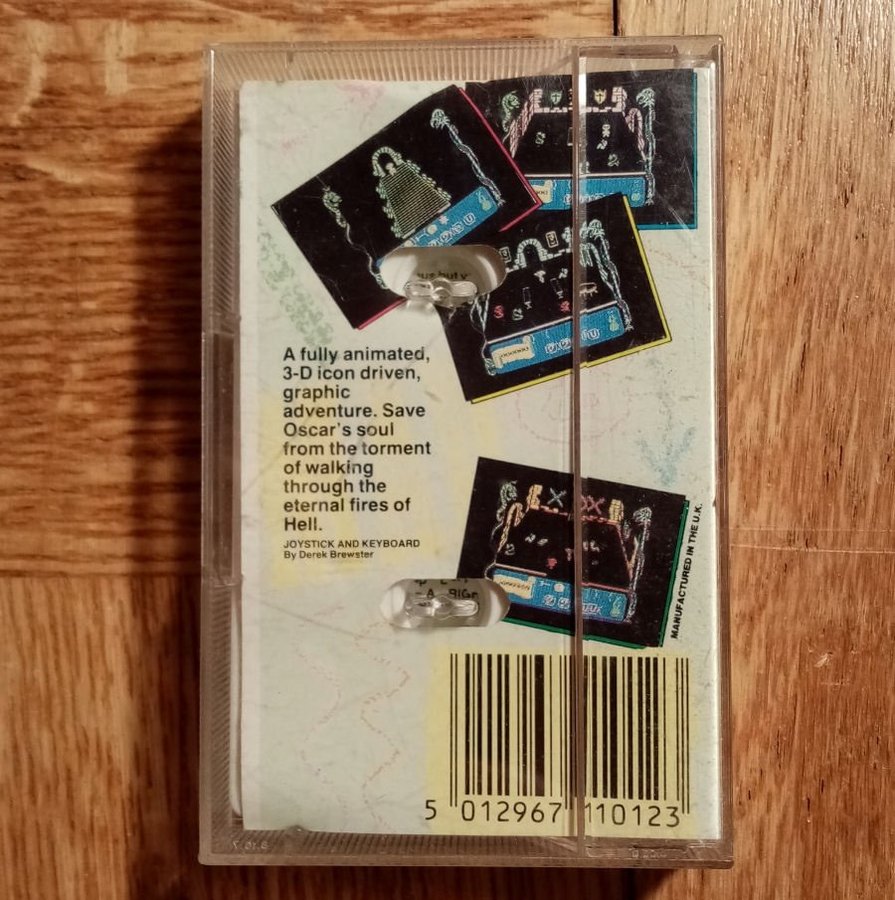 A fully animated,
3-D icon driven,
graphic
adventure. Save
Oscar's soul
from the torment
of walking
through the
eternal fires of
Hell.
JOYSTICK AND KEYBOARD
By Derek Brewster
MANUFACTURED IN THE U.K.
5 012967 110123